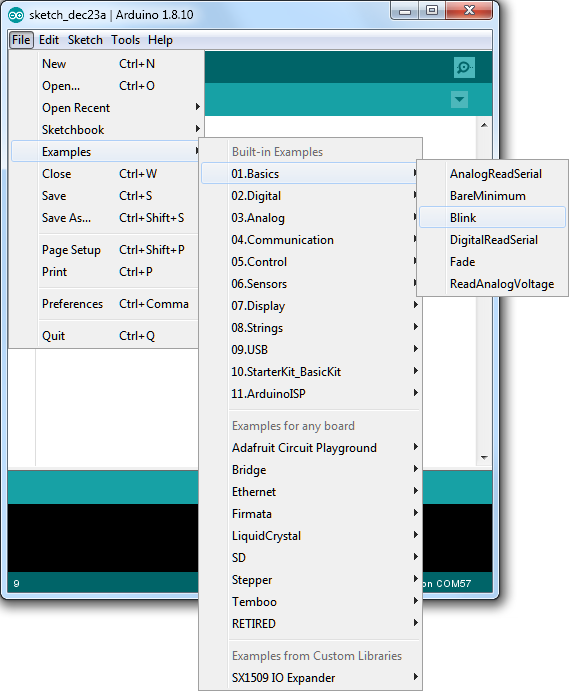 sketch_dec23a | Arduino 1.8.10
File Edit Sketch Tools Help
New Ctrl+N
Open... Ctrl+O
Open Recent
Sketchbook
Examples
Close Ctrl+W
Save Ctrl+S
Save As... Ctrl+Shift+S
Page Setup Ctrl+Shift+P
Print Ctrl+P
Preferences Ctrl+Comma
Quit Ctrl+Q
Built-in Examples
01.Basics
02.Digital
03.Analog
04.Communication
05.Control
06.Sensors
07.Display
08.Strings
09.USB
10.StarterKit_BasicKit
11.ArduinoISP
Examples for any board
Adafruit Circuit Playground
Bridge
Ethernet
Firmata
LiquidCrystal
SD
Stepper
Temboo
RETIRED
Examples from Custom Libraries
SX1509 IO Expander
AnalogReadSerial
BareMinimum
Blink
DigitalReadSerial
Fade
ReadAnalogVoltage
9
on COM57